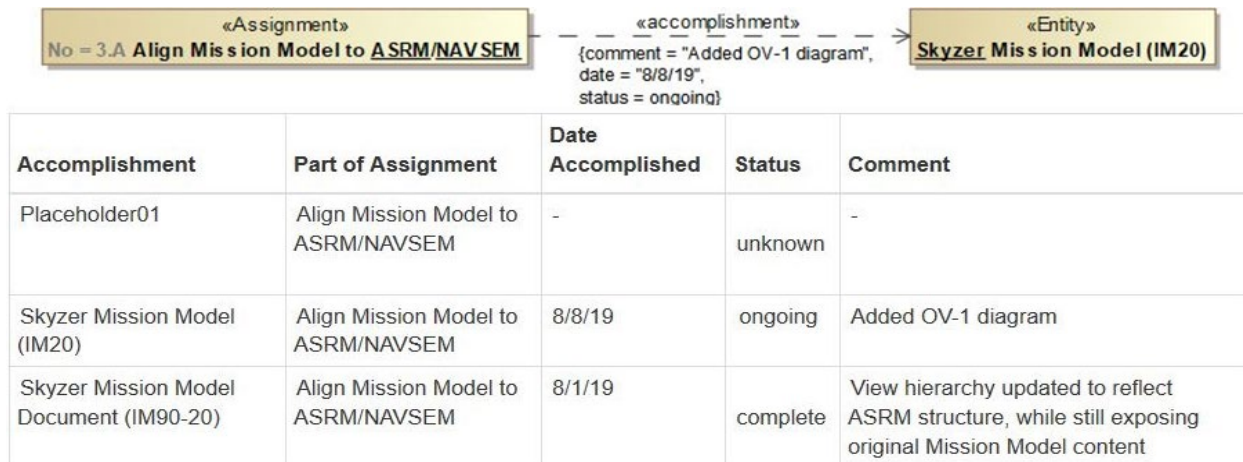 «Assignment»
No = 3.A Align Mission Model to ASRM/NAVSEM
«accomplishment»
{comment = "Added OV-1 diagram",
date = "8/8/19",
status = ongoing}
«Entity»
Skyzer Mission Model (IM20)
Accomplishment Part of Assignment Date Accomplished Status Comment
Placeholder01 Align Mission Model to ASRM/NAVSEM - unknown -
Skyzer Mission Model (IM20) Align Mission Model to ASRM/NAVSEM 8/8/19 ongoing Added OV-1 diagram
Skyzer Mission Model Document (IM90-20) Align Mission Model to ASRM/NAVSEM 8/1/19 complete View hierarchy updated to reflect ASRM structure, while still exposing original Mission Model content